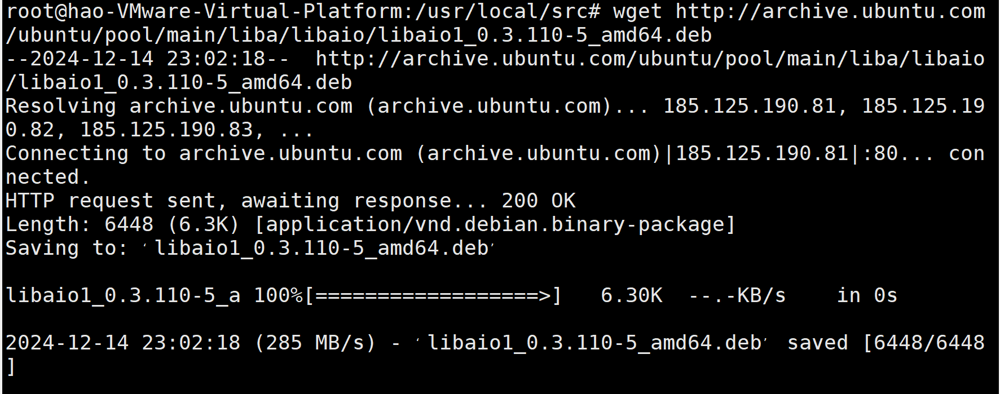 root@hao-VMware-Virtual-Platform:/usr/local/src# wget http://archive.ubuntu.com
/ubuntu/pool/main/liba/libaio/libaio1_0.3.110-5_amd64.deb
--2024-12-14 23:02:18--  http://archive.ubuntu.com/ubuntu/pool/main/liba/libaio
/libaio1_0.3.110-5_amd64.deb
Resolving archive.ubuntu.com (archive.ubuntu.com)... 185.125.190.81, 185.125.19
0.82, 185.125.190.83, ...
Connecting to archive.ubuntu.com (archive.ubuntu.com)|185.125.190.81|:80... con
nected.
HTTP request sent, awaiting response... 200 OK
Length: 6448 (6.3K) [application/vnd.debian.binary-package]
Saving to: ‘libaio1_0.3.110-5_amd64.deb’
libaio1_0.3.110-5_a 100%[==================>]   6.30K  --.-KB/s    in 0s
2024-12-14 23:02:18 (285 MB/s) - ‘libaio1_0.3.110-5_amd64.deb’ saved [6448/6448
]